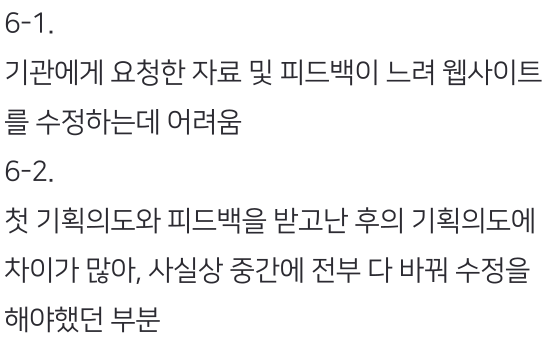 6-1.
기관에게 요청한 자료 및 피드백이 느려 웹사이트
를 수정하는데 어려움
6-2.
첫 기획의도와 피드백을 받고난 후의 기획의도에
차이가 많아, 사실상 중간에 전부 다 바꿔 수정을
해야했던 부분